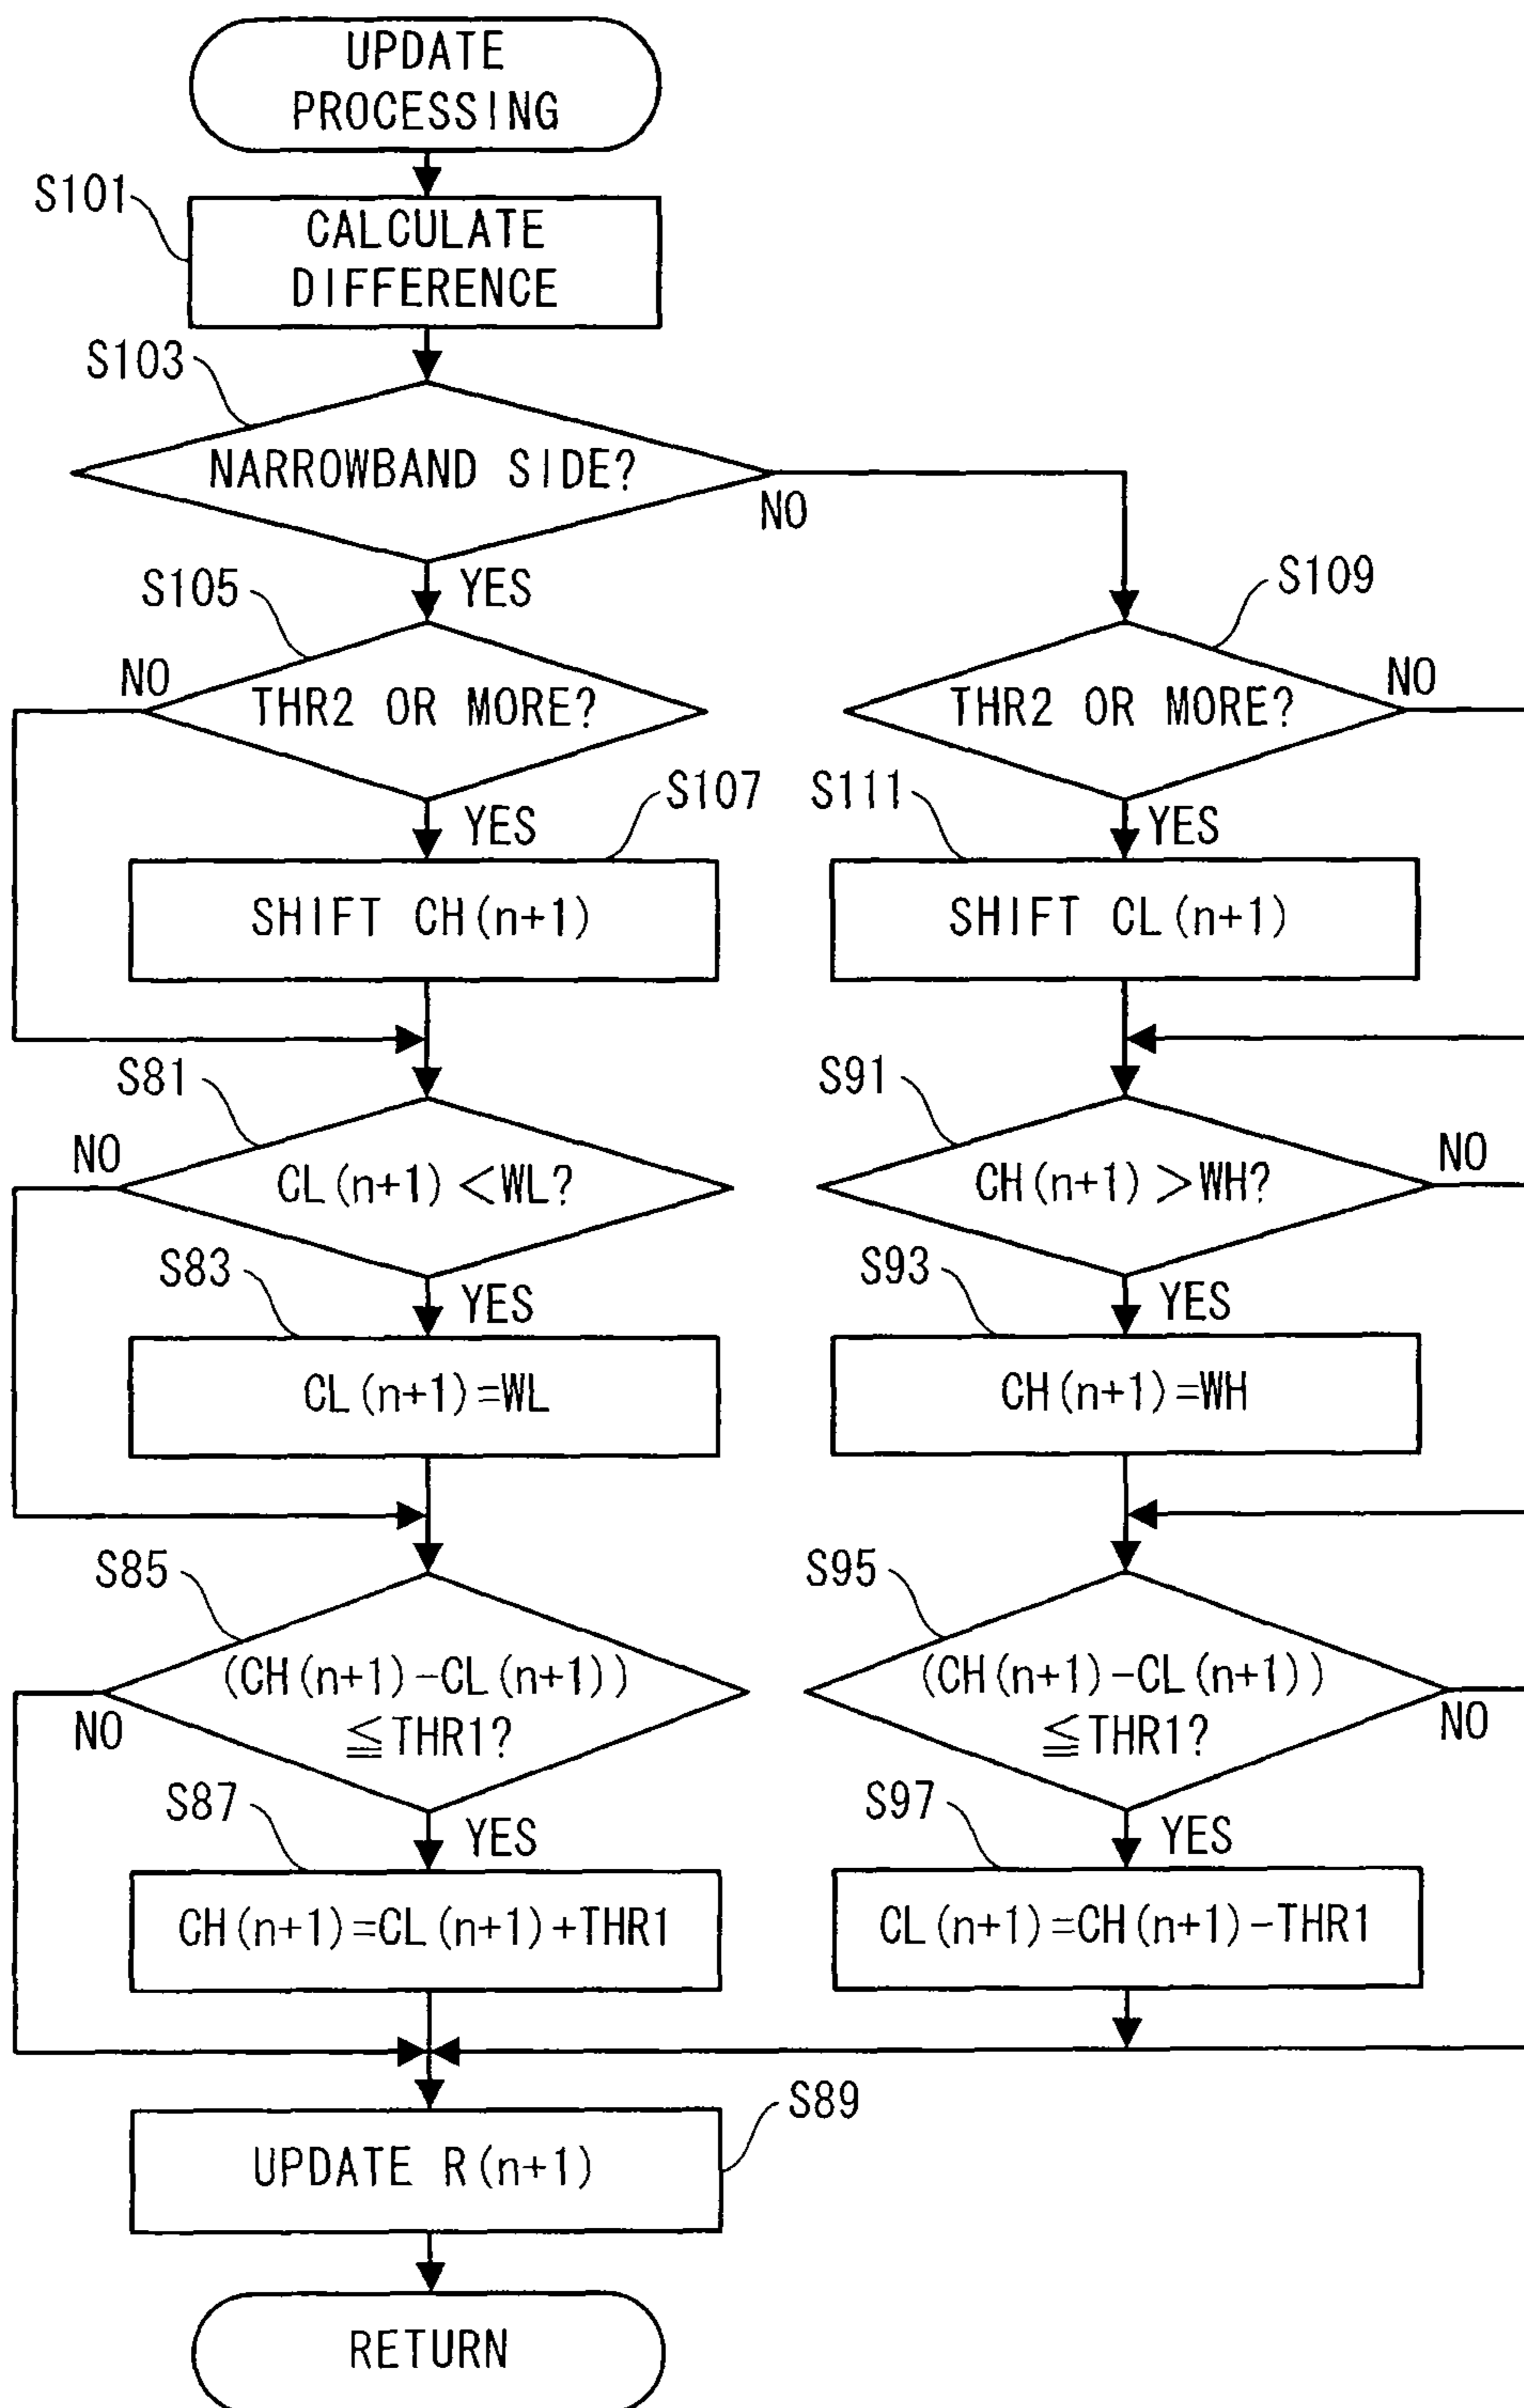 UPDATE
PROCESSING
S101
CALCULATE
DIFFERENCE
S103
NARROWBAND SIDE?
NO
YES
S105
NO
THR2 OR MORE?
YES
S107
SHIFT CH(n+1)
S109
NO
THR2 OR MORE?
YES
S111
SHIFT CL(n+1)
S81
NO
CL(n+1)<WL?
S83
YES
CL(n+1)=WL
S91
NO
CH(n+1)>WH?
S93
YES
CH(n+1)=WH
S85
(CH(n+1)-CL(n+1))
≦THR1?
NO
S87
YES
CH(n+1)=CL(n+1)+THR1
S95
(CH(n+1)-CL(n+1))
≦THR1?
NO
S97
YES
CL(n+1)=CH(n+1)-THR1
S89
UPDATE R(n+1)
RETURN